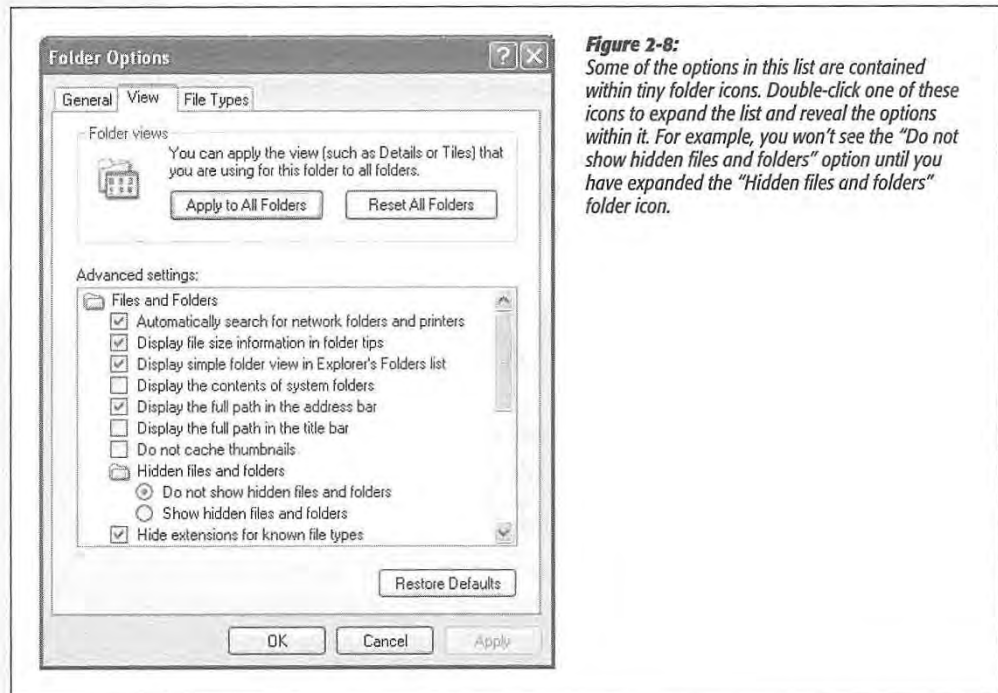 Folder Options
General View File Types
Folder views
You can apply the view (such as Details or Tiles) that
you are using for this folder to all folders.
Apply to All Folders Reset All Folders
Advanced settings:
Files and Folders
Automatically search for network folders and printers
Display file size information in folder tips
Display simple folder view in Explorer's Folders list
Display the contents of system folders
Display the full path in the address bar
Display the full path in the title bar
Do not cache thumbnails
Hidden files and folders
Do not show hidden files and folders
Show hidden files and folders
Hide extensions for known file types
Restore Defaults
OK Cancel Apply
Figure 2-8:
Some of the options in this list are contained
within tiny folder icons. Double-click one of these
icons to expand the list and reveal the options
within it. For example, you won't see the "Do not
show hidden files and folders" option until you
have expanded the "Hidden files and folders"
folder icon.